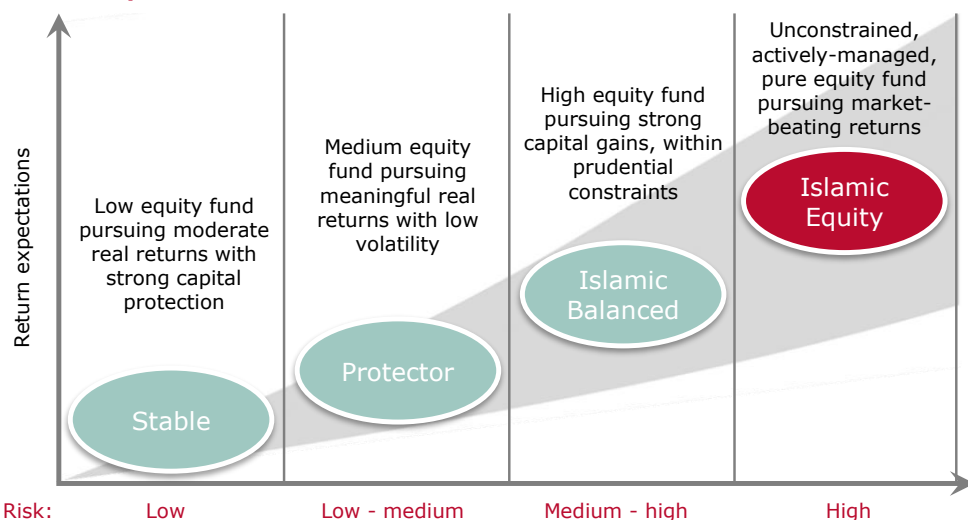 Unconstrained,
actively-managed,
pure equity fund
pursuing market-
beating returns
High equity fund
pursuing strong
capital gains, within
prudential
constraints
Medium equity
fund pursuing
meaningful real
returns with low
volatility
Low equity fund
pursuing moderate
real returns with
strong capital
protection
Return expectations
Islamic
Equity
Islamic
Balanced
Protector
Stable
Risk: Low Low - medium Medium - high High